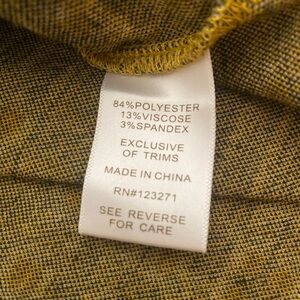 84%POLYESTER
13%VISCOSE
3%SPANDEX
EXCLUSIVE
OF TRIMS
MADE IN CHINA
RN#123271
SEE REVERSE
FOR CARE